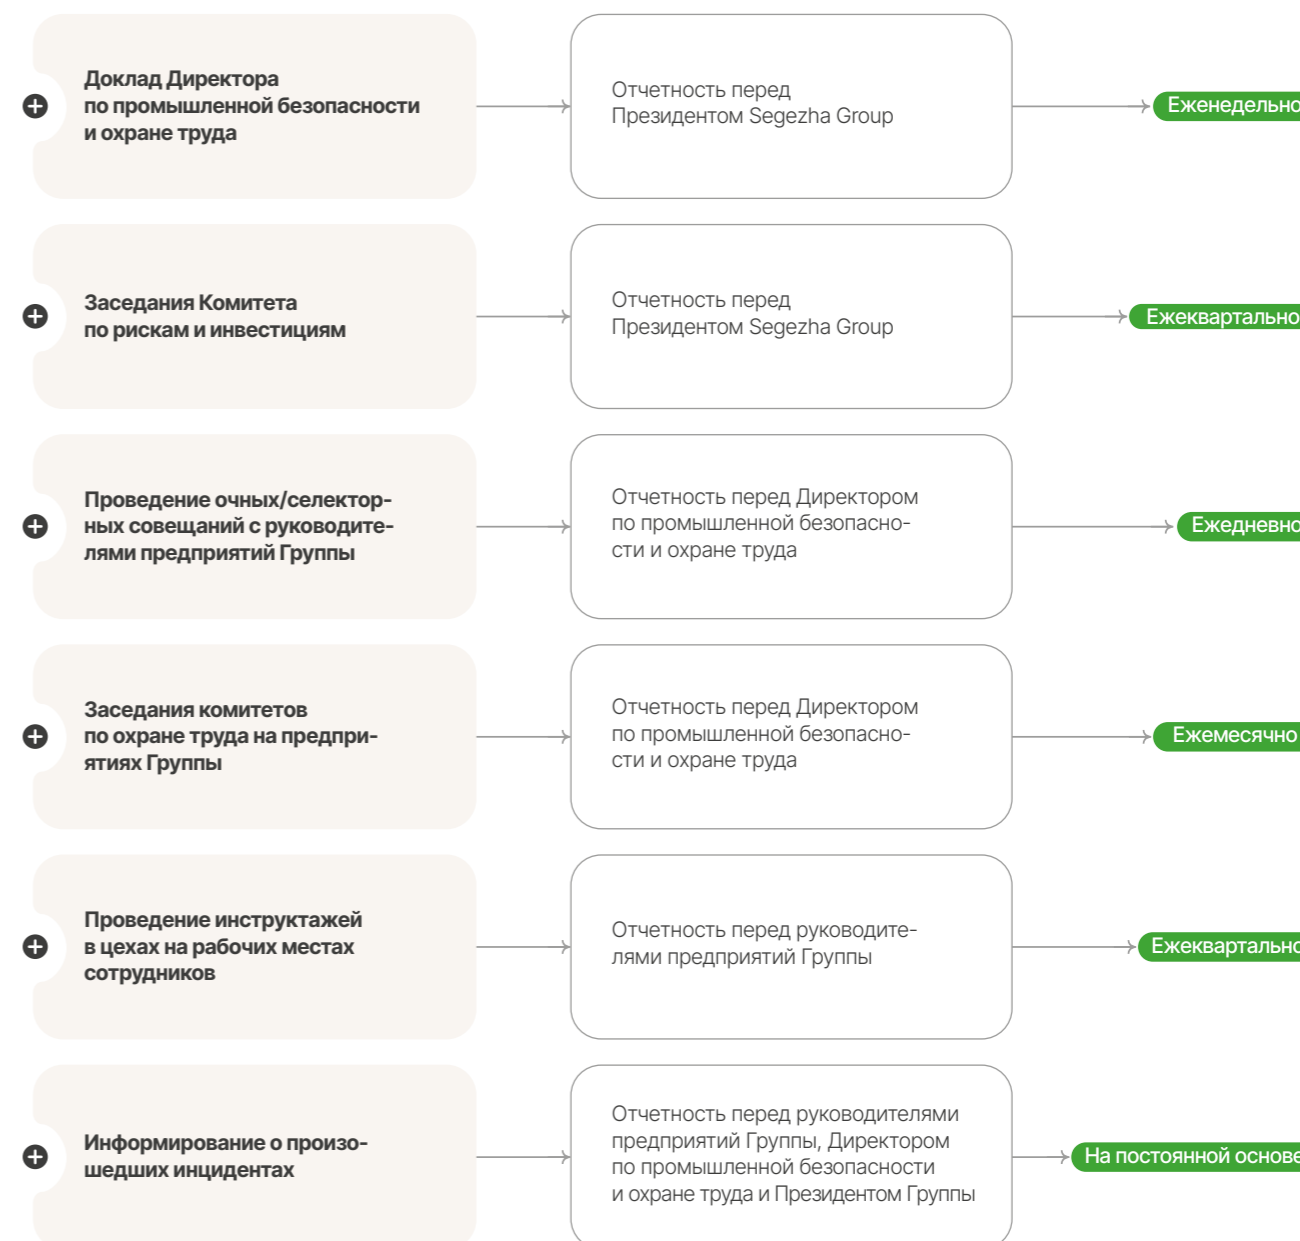 Доклад Директора
по промышленной безопасности
и охране труда
Отчетность перед
Президентом Segezha Group
Еженедельно
Заседания Комитета
по рискам и инвестициям
Отчетность перед
Президентом Segezha Group
Ежеквартально
Проведение очных/селектор-
ных совещаний с руководите-
лями предприятий Группы
Отчетность перед Директором
по промышленной безопасно-
сти и охране труда
Ежедневно
Заседания комитетов
по охране труда на предпри-
ятиях Группы
Отчетность перед Директором
по промышленной безопасно-
сти и охране труда
Ежемесячно
Проведение инструктажей
в цехах на рабочих местах
сотрудников
Отчетность перед руководите-
лями предприятий Группы
Ежеквартально
Информирование о произо-
шедших инцидентах
Отчетность перед руководителями
предприятий Группы, Директором
по промышленной безопасности
и охране труда и Президентом Группы
На постоянной основе